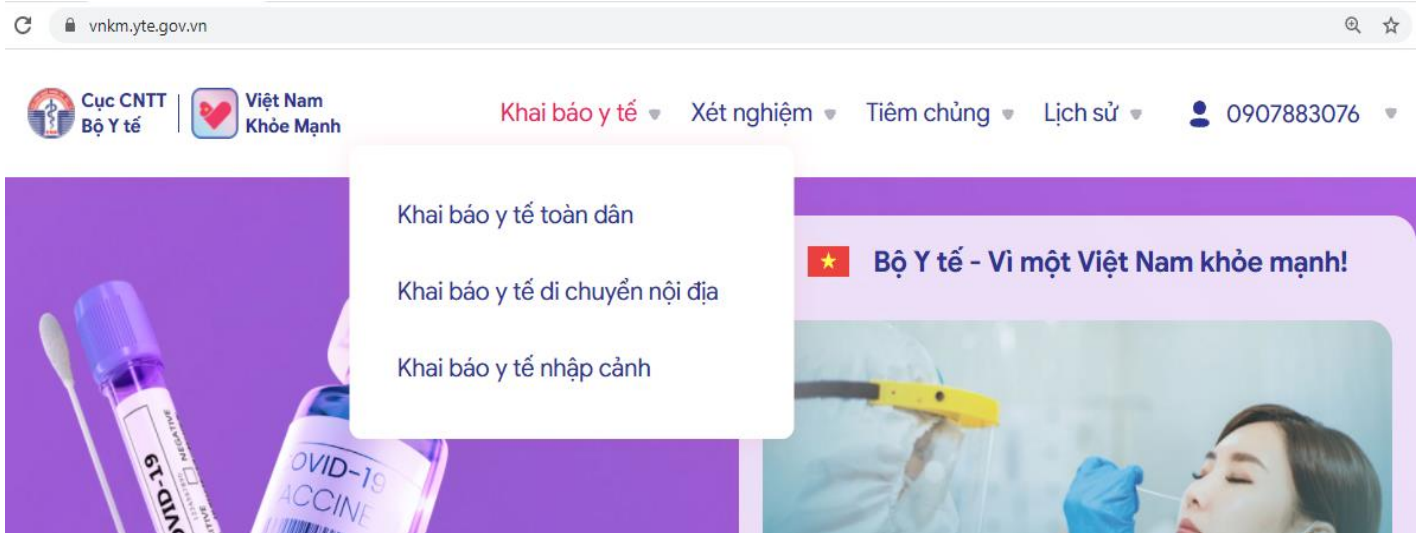 vnkm.yte.gov.vn
Cục CNTT
Bộ Y tế
Việt Nam
Khỏe Mạnh
Khai báo y tế
Xét nghiệm
Tiêm chủng
Lịch sử
0907883076
Khai báo y tế toàn dân
Khai báo y tế di chuyển nội địa
Khai báo y tế nhập cảnh
Bộ Y tế - Vì một Việt Nam khỏe mạnh!
NEGATIVE
OVID-19
ACCINE